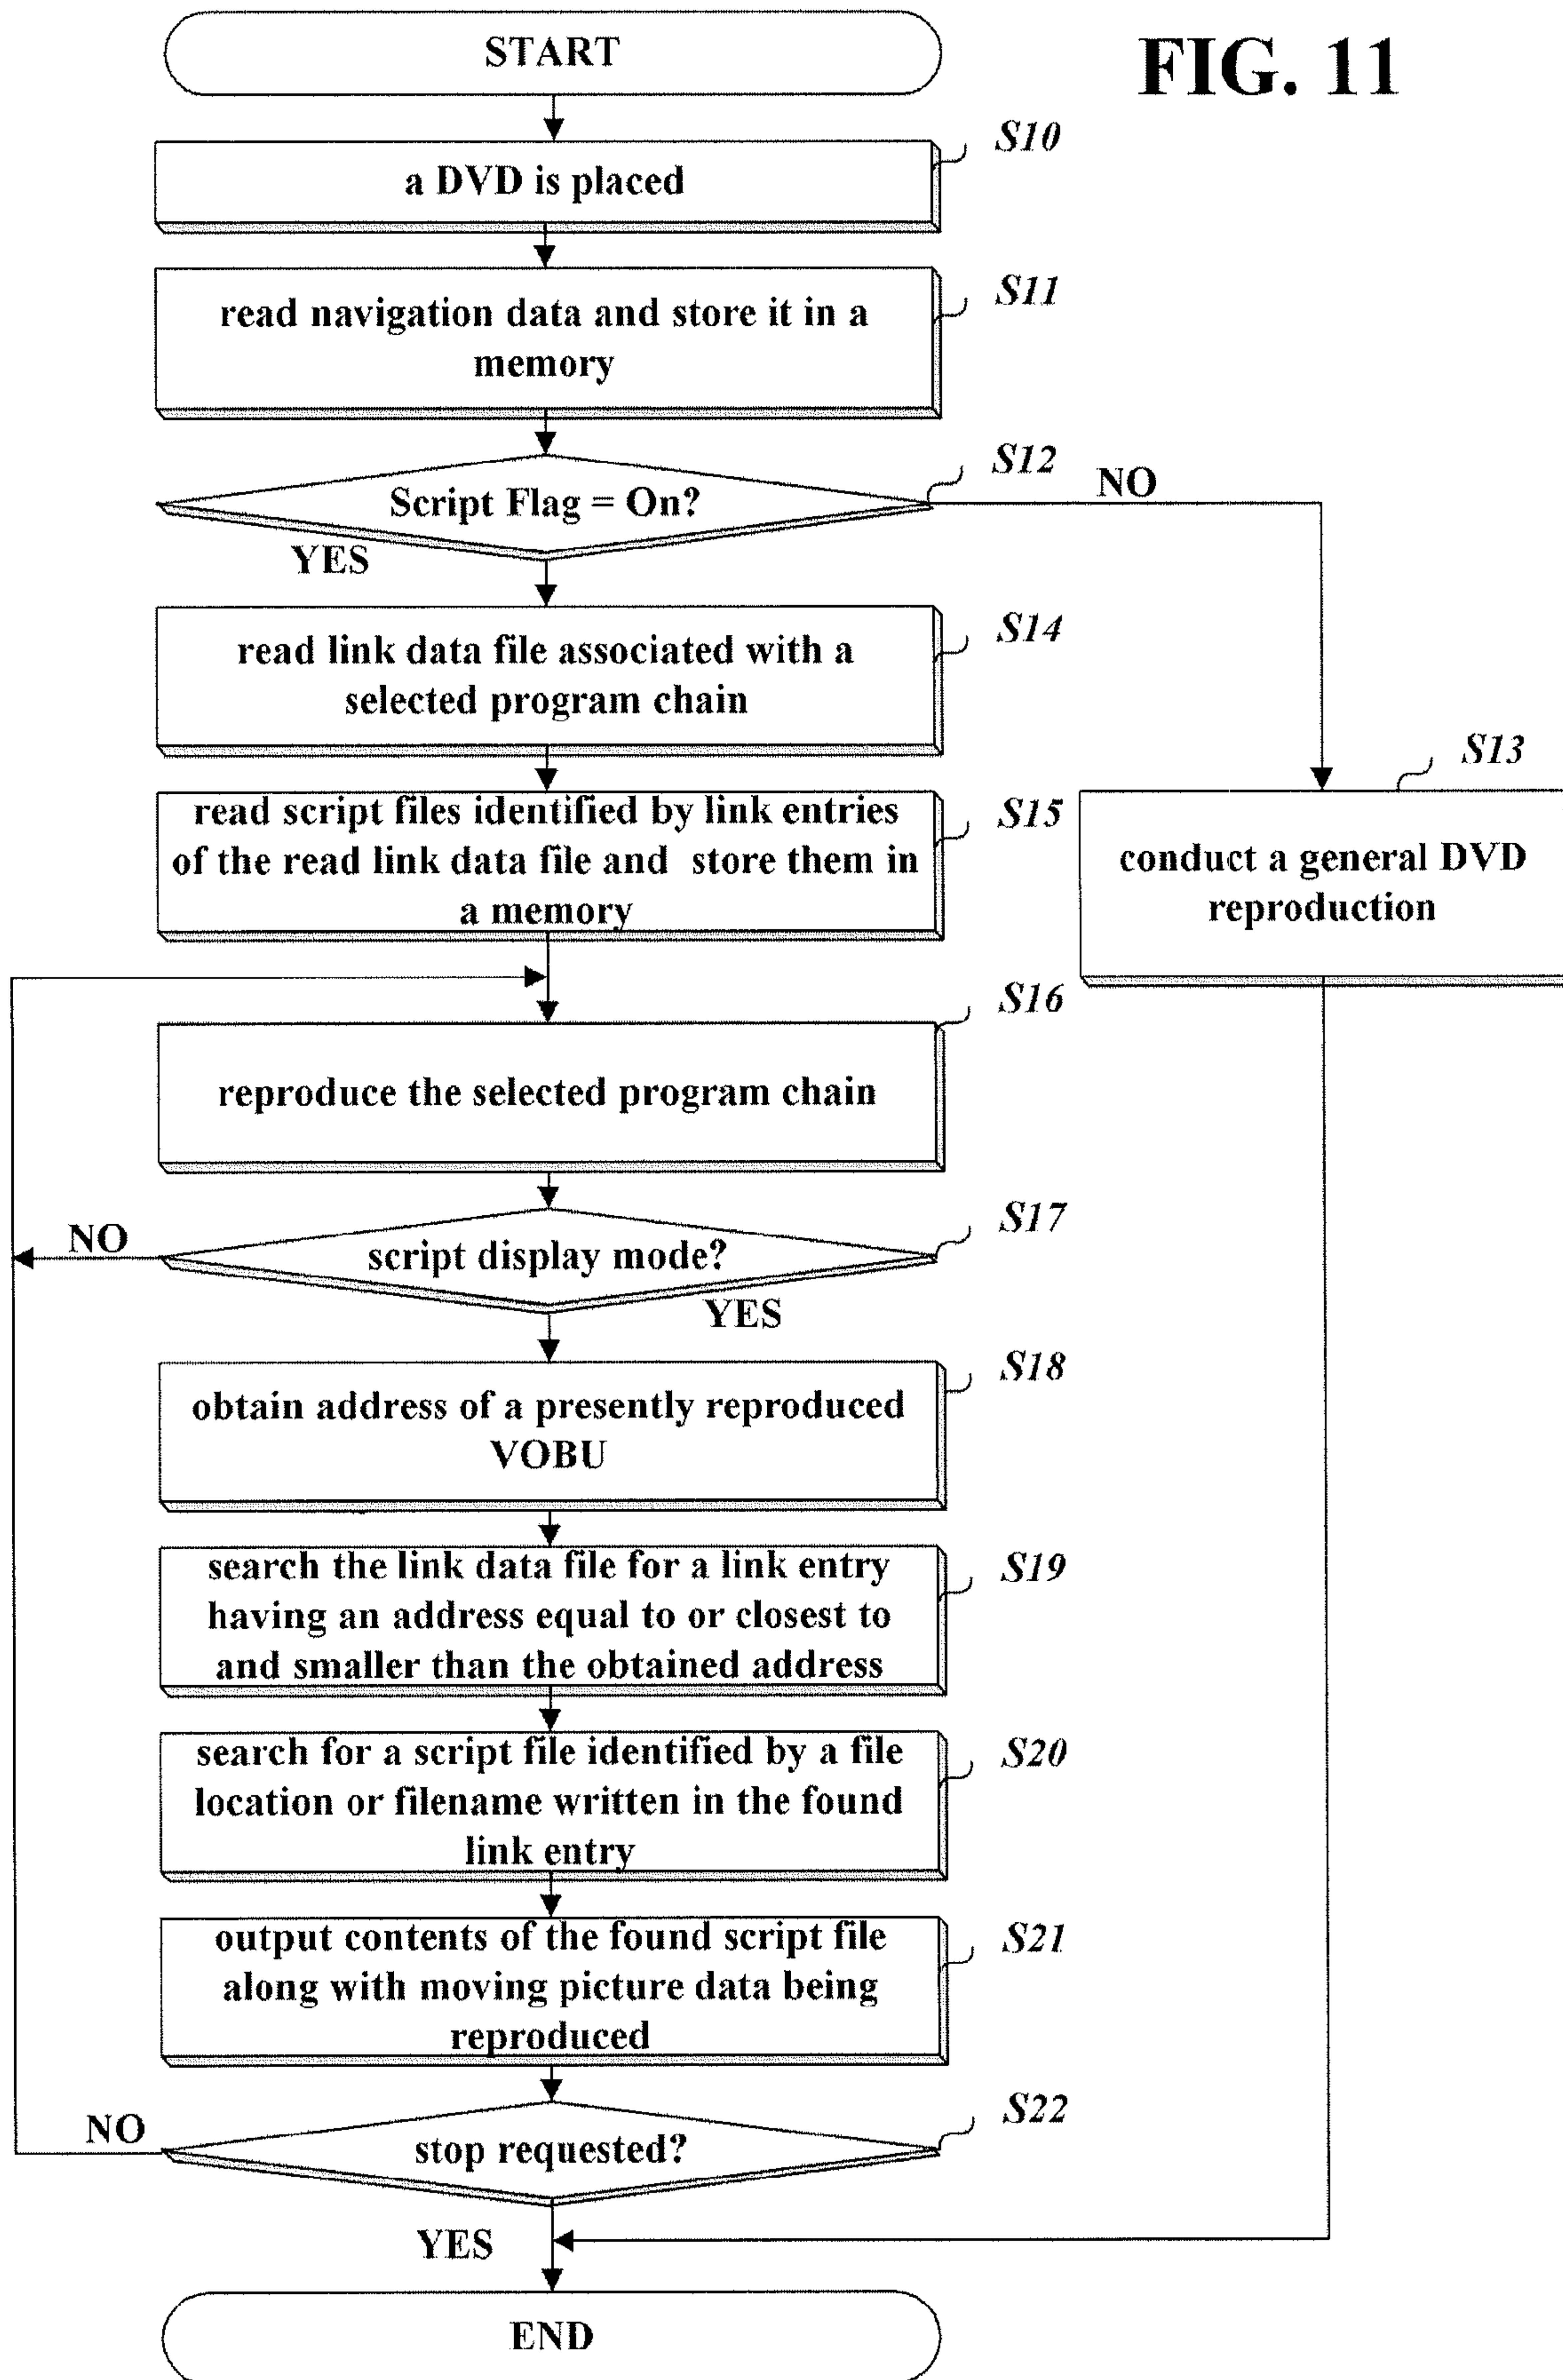 START
FIG. 11
S10
a DVD is placed
S11
read navigation data and store it in a
memory
S12
Script Flag = On?
NO
YES
S14
read link data file associated with a
selected program chain
S13
conduct a general DVD
reproduction
S15
read script files identified by link entries
of the read link data file and store them in
a memory
S16
reproduce the selected program chain
S17
script display mode?
NO
YES
S18
obtain address of a presently reproduced
VOBU
S19
search the link data file for a link entry
having an address equal to or closest to
and smaller than the obtained address
S20
search for a script file identified by a file
location or filename written in the found
link entry
S21
output contents of the found script file
along with moving picture data being
reproduced
S22
stop requested?
NO
YES
END